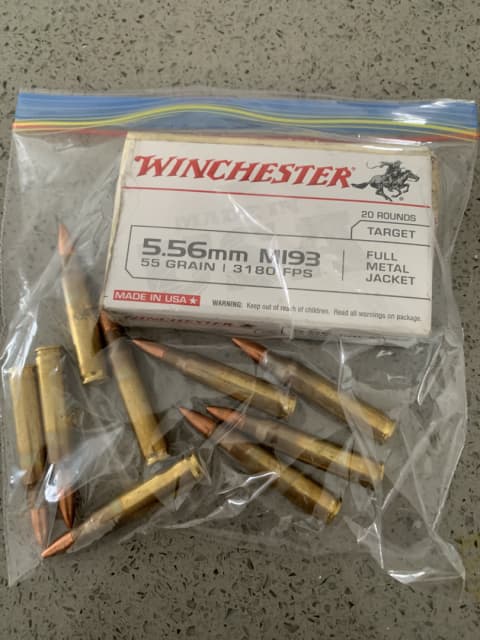 WINCHESTER
20 ROUNDS
TARGET
5.56mm M193
55 GRAIN | 3180 FPS
FULL
METAL
JACKET
MADE IN USA
WARNING: Keep out of reach of children. Read all warnings on package.
WINCHESTER